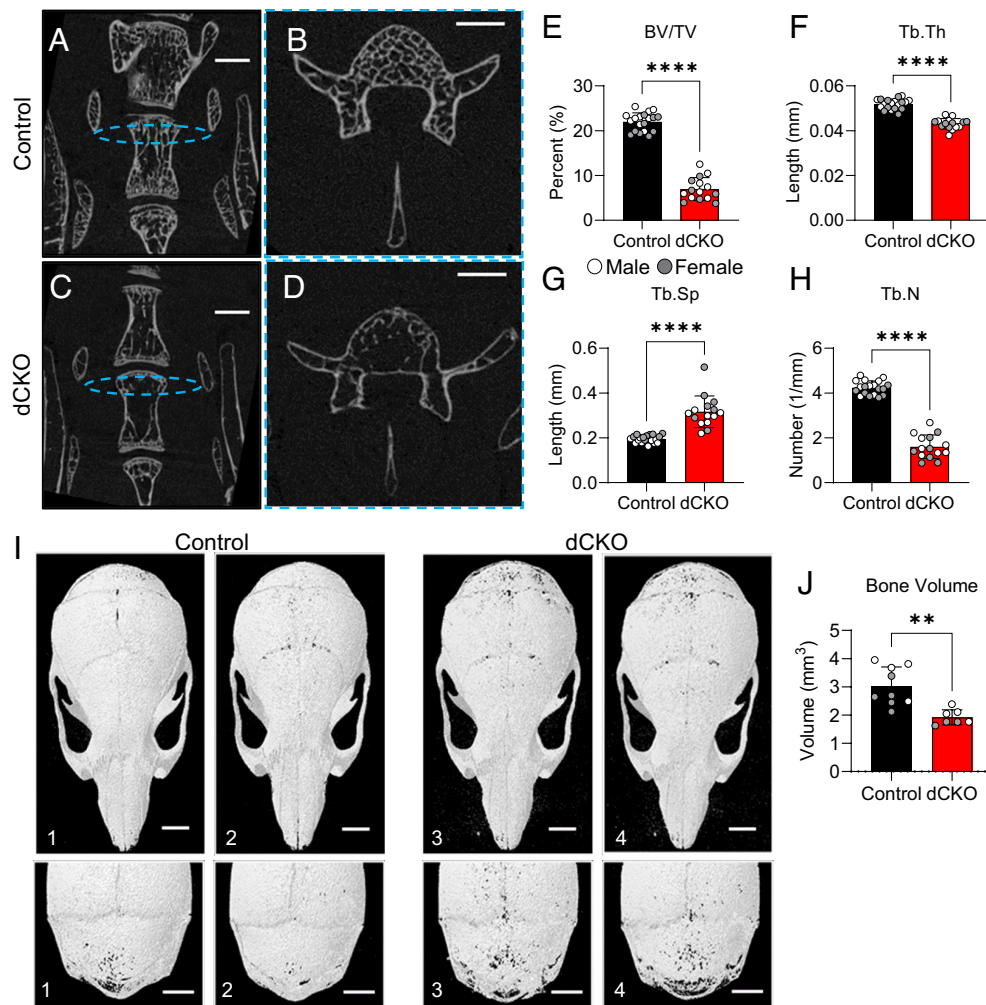 A
B
Control
C
D
dCKO
E
BV/TV
****
Percent (%)
30
20
10
0
Control dCKO
F
Tb.Th
****
Length (mm)
0.06
0.04
0.02
0.00
Control dCKO
Male Female
G
Tb.Sp
****
Length (mm)
0.6
0.4
0.2
0.0
Control dCKO
H
Tb.N
****
Number (1/mm)
6
4
2
0
Control dCKO
I
Control
dCKO
1
2
3
4
1
2
3
4
J
Bone Volume
**
Volume (mm³)
5
4
3
2
1
0
Control dCKO